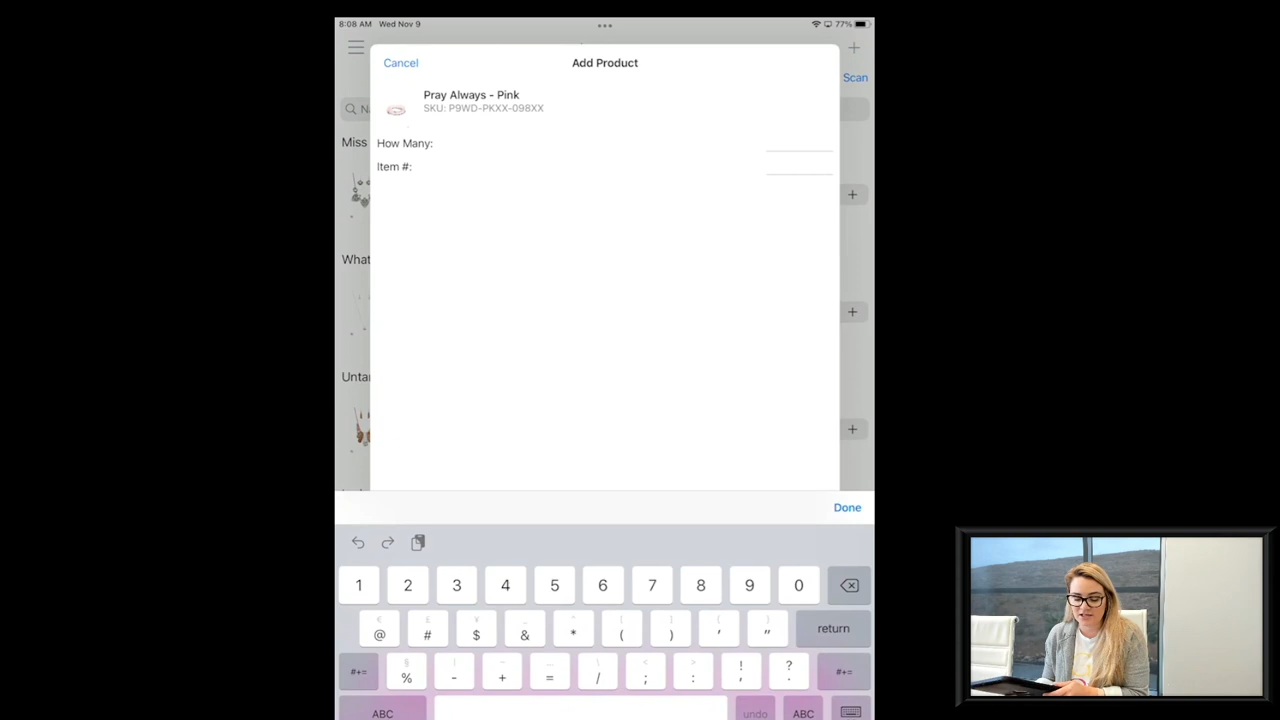 8:08 AM Wed Nov 9
77%
Cancel
Add Product
Scan
Pray Always - Pink
SKU: P9WD-PKXX-098XX
How Many:
Item #:
Miss
What
Untar
Done
1 2 3 4 5 6 7 8 9 0
@ # $ & * ( ) ' "
return
#+= % - + = / ; : ! , ? . #+=
ABC
undo
ABC